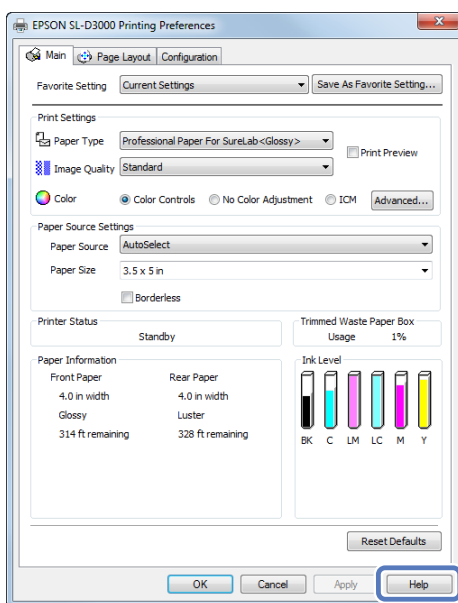 EPSON SL-D3000 Printing Preferences
Main Page Layout Configuration
Favorite Setting Current Settings Save As Favorite Setting...
Print Settings
Paper Type Professional Paper For SureLab<Glossy>
Print Preview
Image Quality Standard
Color Color Controls No Color Adjustment ICM Advanced...
Paper Source Settings
Paper Source AutoSelect
Paper Size 3.5 x 5 in
Borderless
Printer Status
Standby
Trimmed Waste Paper Box
Usage 1%
Paper Information
Front Paper Rear Paper
4.0 in width 4.0 in width
Glossy Luster
314 ft remaining 328 ft remaining
Ink Level
BK C LM LC M Y
Reset Defaults
OK Cancel Apply Help